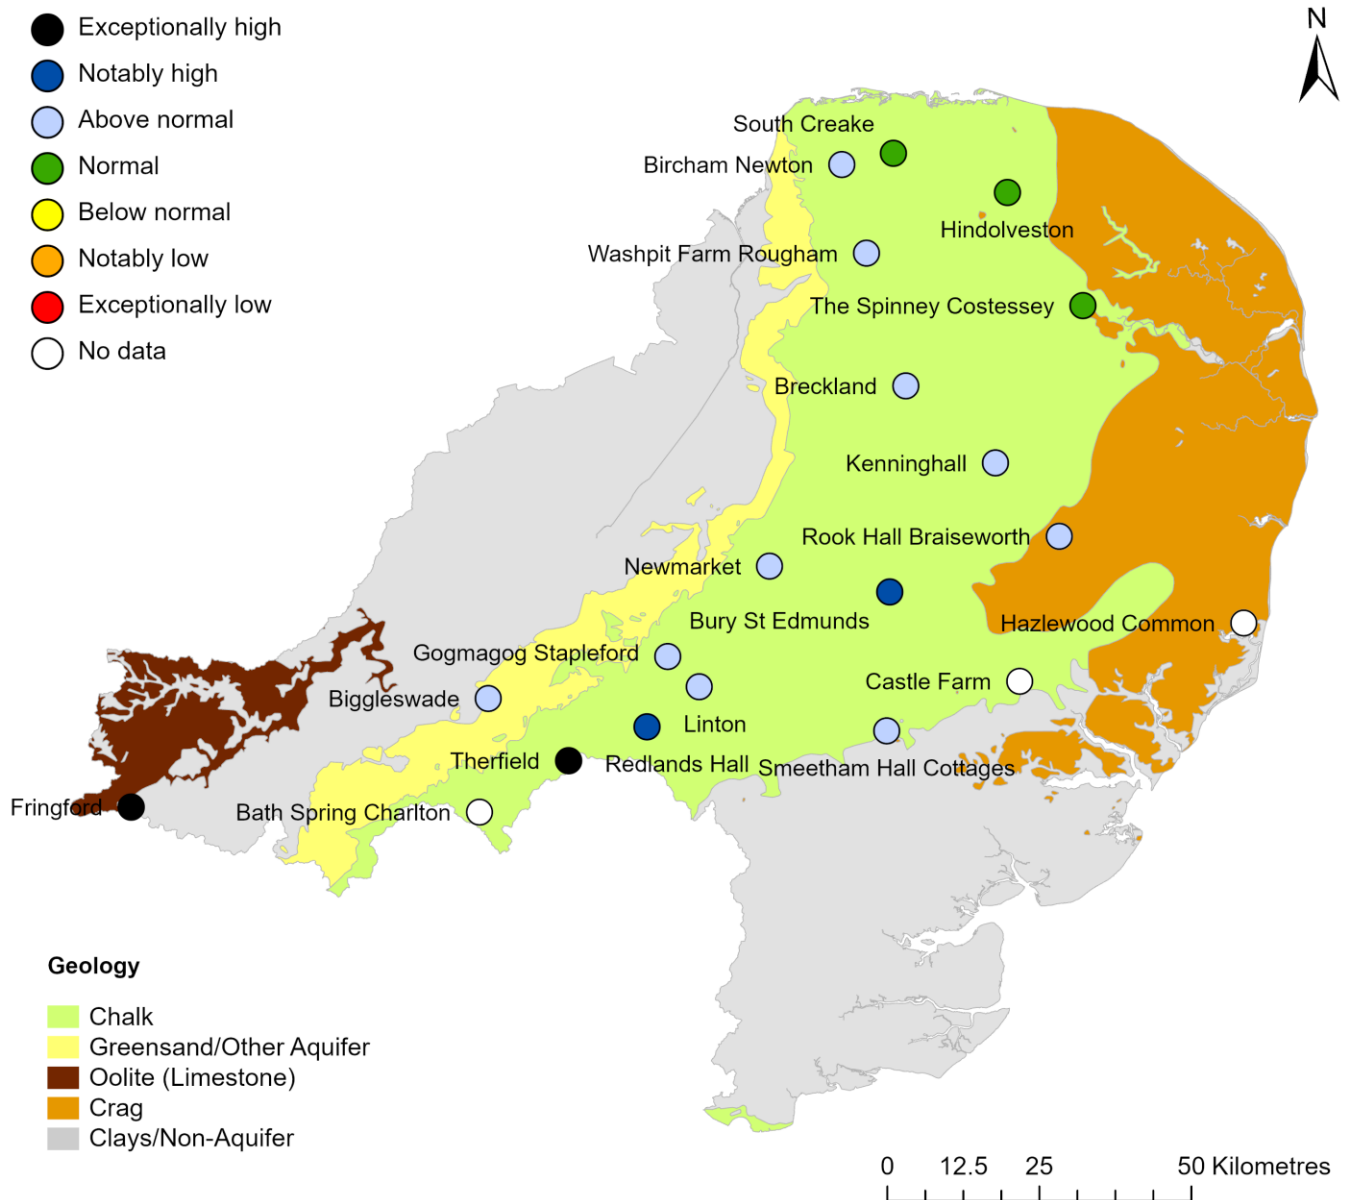 Exceptionally high
Notably high
Above normal
Normal
Below normal
Notably low
Exceptionally low
No data
N
South Creake
Bircham Newton
Hindolveston
Washpit Farm Rougham
The Spinney Costessey
Breckland
Kenninghall
Rook Hall Braiseworth
Newmarket
Bury St Edmunds
Hazlewood Common
Gogmagog Stapleford
Castle Farm
Biggleswade
Linton
Therfield
Redlands Hall
Smeetham Hall Cottages
Fringford
Bath Spring Charlton
Geology
Chalk
Greensand/Other Aquifer
Oolite (Limestone)
Crag
Clays/Non-Aquifer
0 12.5 25 50 Kilometres